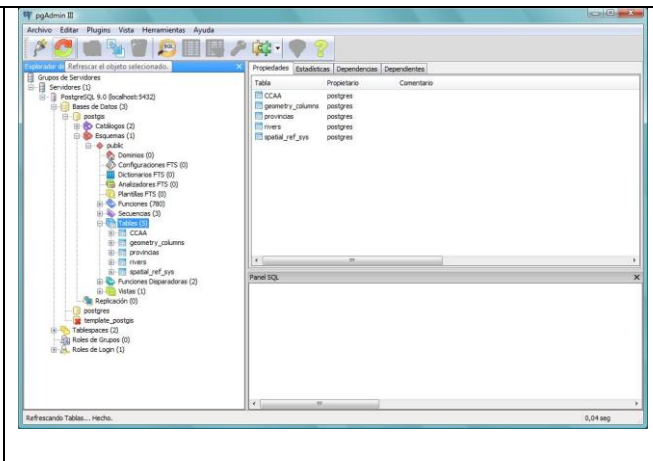 pgAdmin III
Archivo Editar Plugins Vista Herramientas Ayuda
SQL
Refrescar el objeto seleccionado.
Grupos de Servidores
Servidores (1)
PostgreSQL 9.0 (localhost:5432)
Bases de Datos (3)
postgis
Catálogos (2)
Esquemas (1)
public
Dominios (0)
Configuraciones FTS (0)
Diccionarios FTS (0)
Analizadores FTS (0)
Plantillas FTS (0)
Funciones (780)
Secuencias (3)
Tablas (5)
CCAA
geometry_columns
provincias
rivers
spatial_ref_sys
Funciones Disparadoras (2)
Vistas (1)
Replicación (0)
postgres
template_postgis
Tablespaces (2)
Roles de Grupos (0)
Roles de Login (1)
Propiedades Estadísticas Dependencias Dependientes
Tabla Propietario Comentario
CCAA postgres
geometry_columns postgres
provincias postgres
rivers postgres
spatial_ref_sys postgres
Panel SQL
Refrescando Tablas... Hecho. 0,04 seg